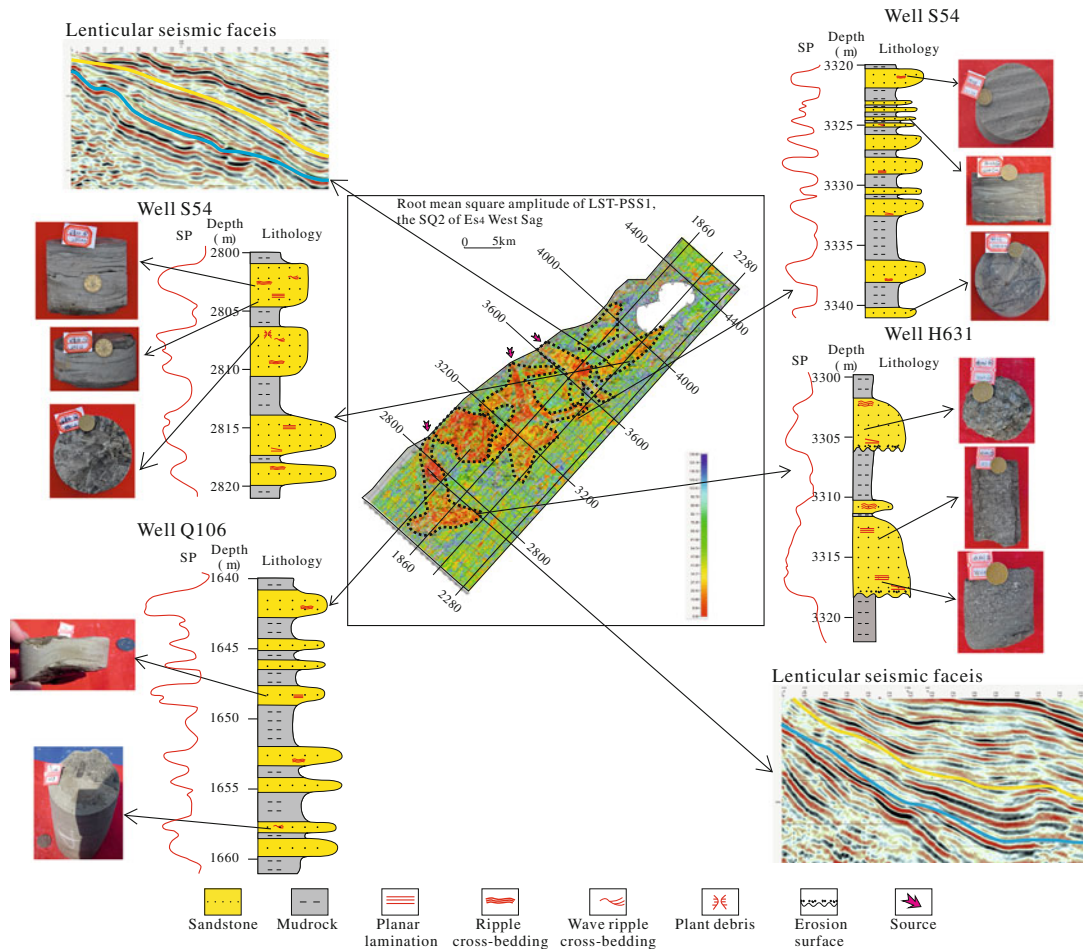 Lenticular seismic faceis
Well S54
SP
Depth
( m)
Lithology
3320
3325
3330
3335
3340
Well S54
SP
Depth
( m)
Lithology
2800
2805
2810
2815
2820
Root mean square amplitude of LST-PSS1,
the SQ2 of Es4 West Sag
0 5km
1860
2280
4400
4400
4000
4000
3600
3600
3200
3200
2800
2800
1860
2280
Well H631
SP
Depth
( m)
Lithology
3300
3305
3310
3315
3320
Well Q106
SP
Depth
( m)
Lithology
1640
1645
1650
1655
1660
Lenticular seismic faceis
Sandstone
Mudrock
Planar
lamination
Ripple
cross-bedding
Wave ripple
cross-bedding
Plant debris
Erosion
surface
Source